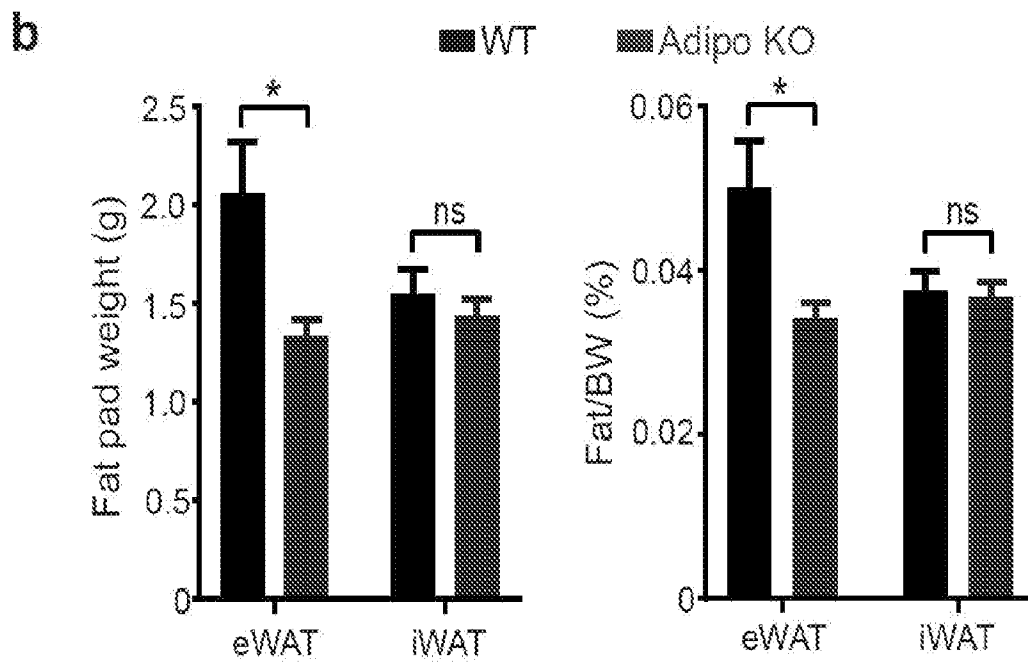 b
WT
Adipo KO
Fat pad weight (g)
2.5
2.0
1.5
1.0
0.5
0
*
ns
eWAT
iWAT
Fat/BW (%)
0.06
0.04
0.02
0
*
ns
eWAT
iWAT